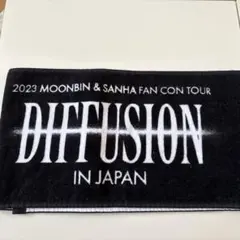 2023 MOONBIN & SANHA FAN CON TOUR
DIFFUSION
IN JAPAN